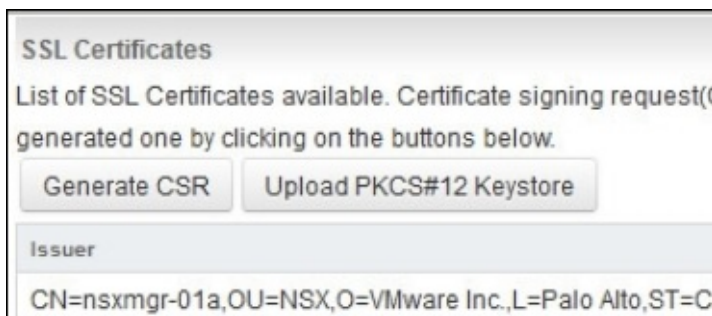 SSL Certificates
List of SSL Certificates available. Certificate signing request(
generated one by clicking on the buttons below.
Generate CSR Upload PKCS#12 Keystore
Issuer
CN=nsxmgr-01a,OU=NSX,O=VMware Inc.,L=Palo Alto,ST=C